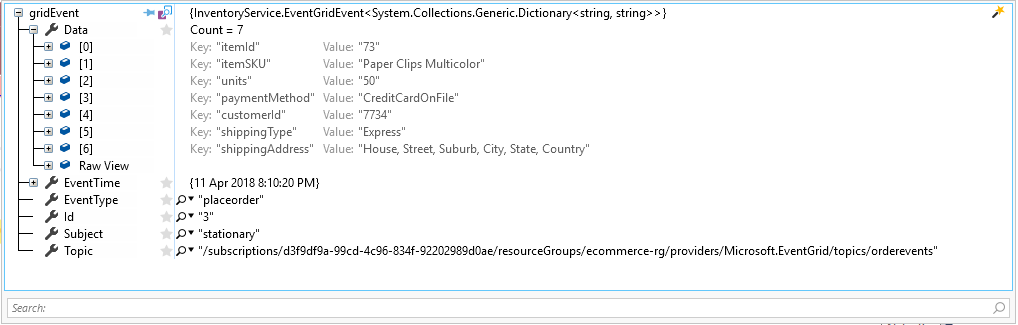 gridEvent {InventoryService.EventGridEvent<System.Collections.Generic.Dictionary<string, string>>}
Data Count = 7
[0] Key: "itemId" Value: "73"
[1] Key: "itemSKU" Value: "Paper Clips Multicolor"
[2] Key: "units" Value: "50"
[3] Key: "paymentMethod" Value: "CreditCardOnFile"
[4] Key: "customerId" Value: "7734"
[5] Key: "shippingType" Value: "Express"
[6] Key: "shippingAddress" Value: "House, Street, Suburb, City, State, Country"
Raw View
EventTime {11 Apr 2018 8:10:20 PM}
EventType "placeorder"
Id "3"
Subject "stationary"
Topic "/subscriptions/d3f9df9a-99cd-4c96-834f-92202989d0ae/resourceGroups/ecommerce-rg/providers/Microsoft.EventGrid/topics/orderevents"
Search: